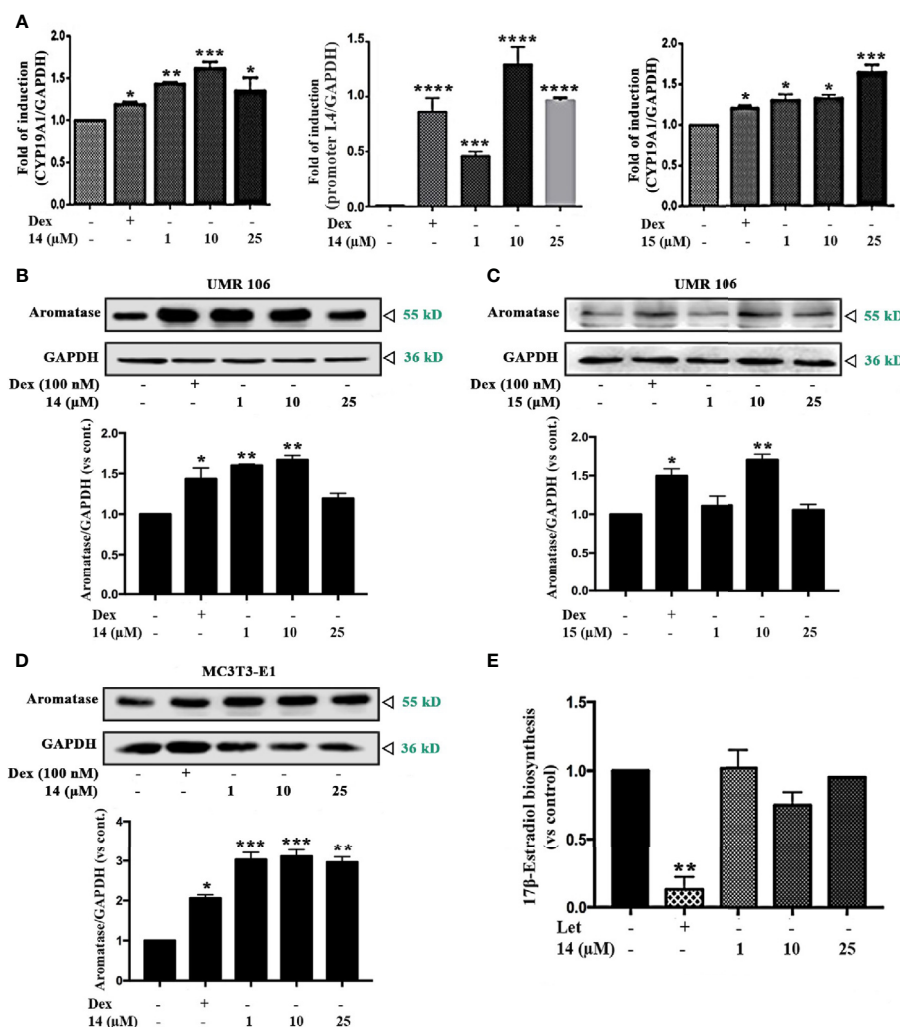 A
Fold of induction
(CYP19A1/GAPDH)
2.0
1.5
1.0
0.5
0.0
* ** *** *
Dex - + - - -
14 (µM) - - 1 10 25
Fold of induction
(promoter I.4/GAPDH)
1.5
1.0
0.5
0.0
**** *** **** ****
Dex - + - - -
14 (µM) - - 1 10 25
Fold of induction
(CYP19A1/GAPDH)
2.0
1.5
1.0
0.5
0.0
* * * ***
Dex - + - - -
15 (µM) - - 1 10 25
B
UMR 106
Aromatase 55 kD
GAPDH 36 kD
Dex (100 nM) - + - - -
14 (µM) - - 1 10 25
Aromatase/GAPDH (vs cont.)
2.0
1.5
1.0
0.5
0.0
* ** **
Dex - + - - -
14 (µM) - - 1 10 25
C
UMR 106
Aromatase 55 kD
GAPDH 36 kD
Dex (100 nM) - + - - -
15 (µM) - - 1 10 25
Aromatase/GAPDH (vs cont.)
2.0
1.5
1.0
0.5
0.0
* **
Dex - + - - -
15 (µM) - - 1 10 25
D
MC3T3-E1
Aromatase 55 kD
GAPDH 36 kD
Dex (100 nM) - + - - -
14 (µM) - - 1 10 25
Aromatase/GAPDH (vs cont.)
4
3
2
1
0
* *** *** **
Dex - + - - -
14 (µM) - - 1 10 25
E
17β-Estradiol biosynthesis
(vs control)
1.5
1.0
0.5
0.0
**
Let - + - - -
14 (µM) - - 1 10 25